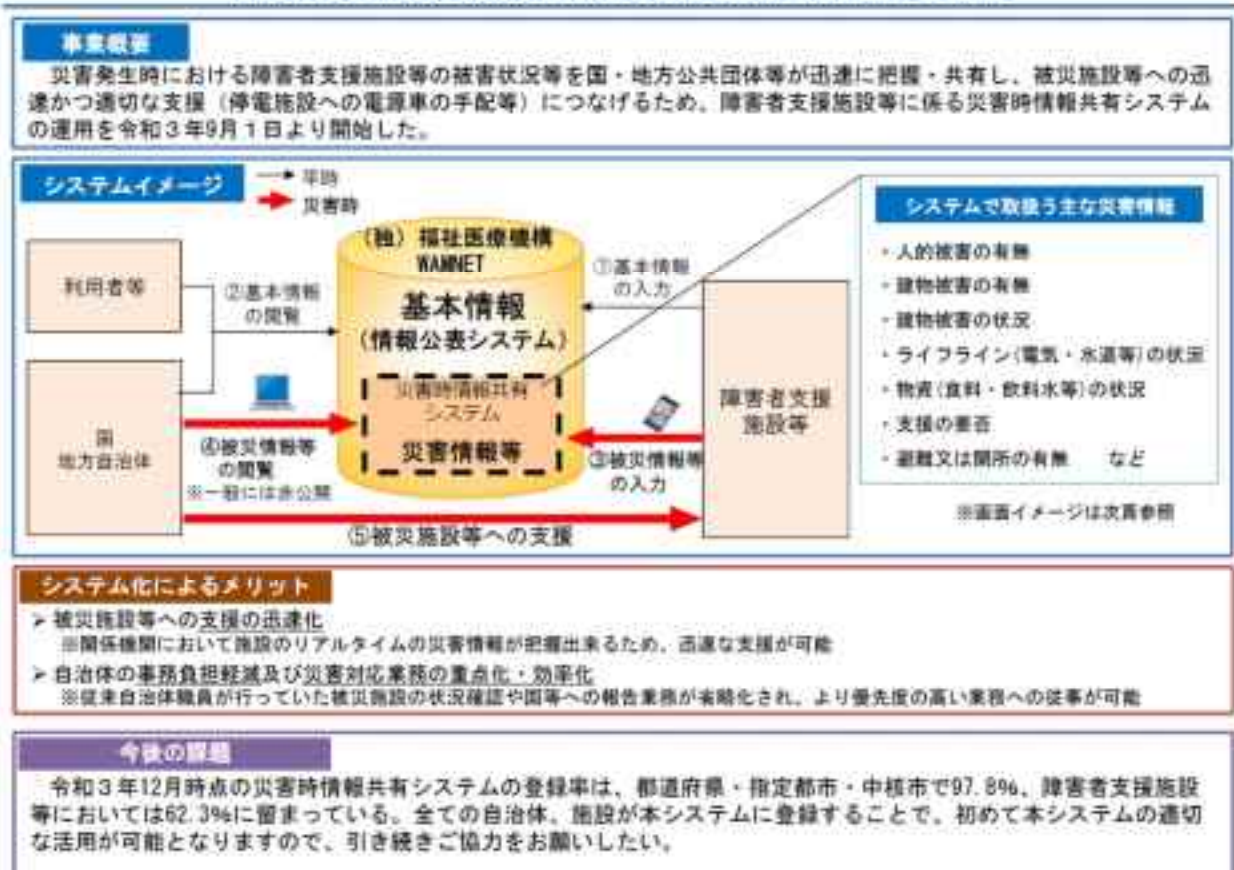 事業概要
災害発生時における障害者支援施設等の被害状況等を国・地方公共団体等が迅速に把握・共有し、被災施設等への迅
速かつ適切な支援（停電施設への電源車の手配等）につなげるため、障害者支援施設等に係る災害時情報共有システム
の運用を令和３年9月１日より開始した。
システムイメージ
平時
災害時
（独）福祉医療機構
WAMNET
基本情報
(情報公表システム)
災害時情報共有
システム
災害情報等
利用者等
国
地方自治体
②基本情報
の閲覧
①基本情報
の入力
④被災情報等
の閲覧
※一般には非公開
③被災情報等
の入力
障害者支援
施設等
⑤被災施設等への支援
システムで取扱う主な災害情報
・人的被害の有無
・建物被害の有無
・建物被害の状況
・ライフライン(電気・水道等)の状況
・物資(食料・飲料水等)の状況
・支援の要否
・避難又は開所の有無　など
※画面イメージは次頁参照
システム化によるメリット
➢ 被災施設等への支援の迅速化
※関係機関において施設のリアルタイムの災害情報が把握出来るため、迅速な支援が可能
➢ 自治体の事務負担軽減及び災害対応業務の重点化・効率化
※従来自治体職員が行っていた被災施設の状況確認や国等への報告業務が省略化され、より優先度の高い業務への従事が可能
今後の課題
令和３年12月時点の災害時情報共有システムの登録率は、都道府県・指定都市・中核市で97.8%、障害者支援施設
等においては62.3%に留まっている。全ての自治体、施設が本システムに登録することで、初めて本システムの適切
な活用が可能となりますので、引き続きご協力をお願いしたい。